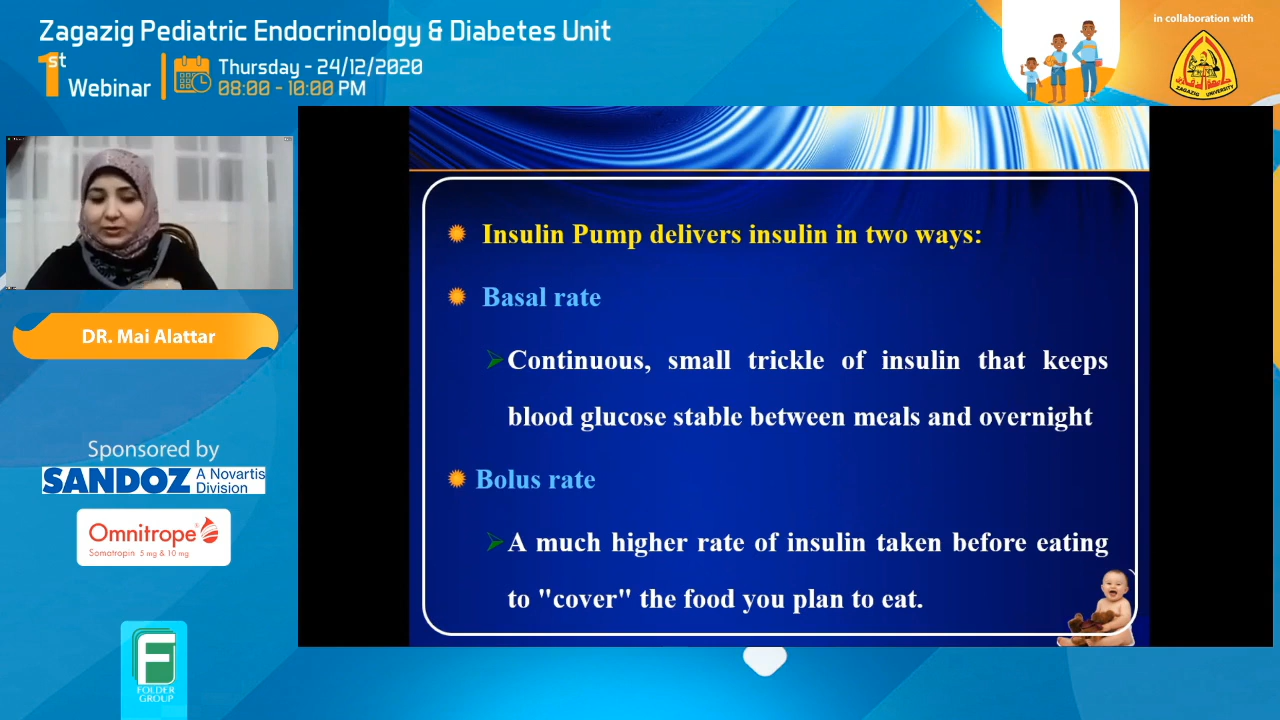 Zagazig Pediatric Endocrinology & Diabetes Unit
1st Webinar
Thursday - 24/12/2020
08:00 - 10:00 PM
in collaboration with
ZAGAZIG UNIVERSITY
Insulin Pump delivers insulin in two ways:
Basal rate
Continuous, small trickle of insulin that keeps
blood glucose stable between meals and overnight
Bolus rate
A much higher rate of insulin taken before eating
to "cover" the food you plan to eat.
DR. Mai Alattar
Sponsored by
SANDOZ A Novartis
Division
Omnitrope
Somatropin 5 mg & 10 mg
FOLDER
GROUP